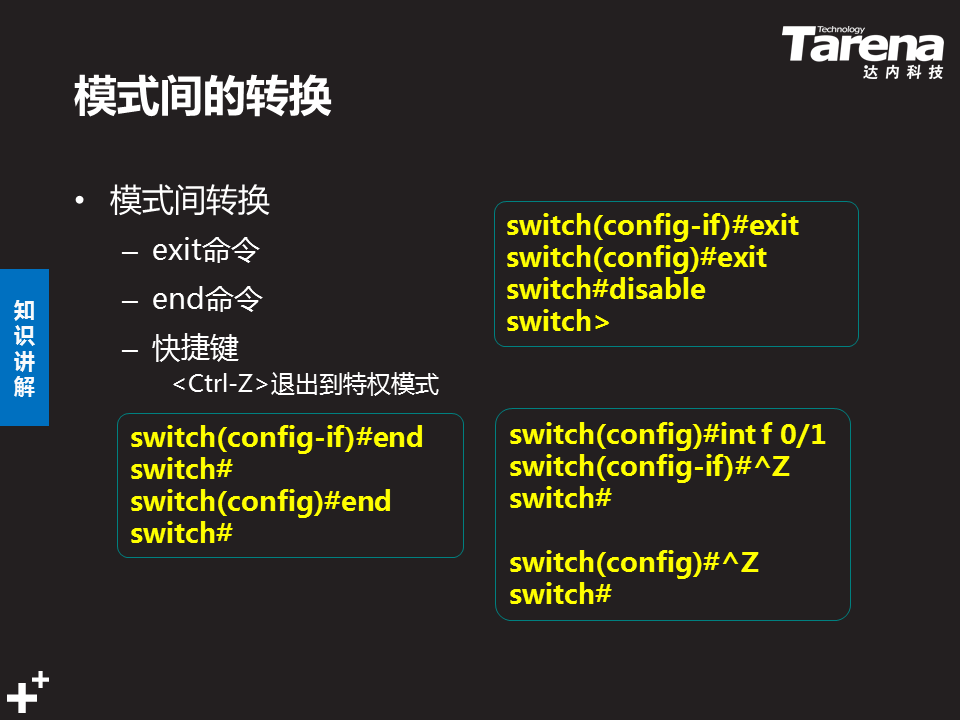 Technology
Tarena
达内科技
模式间的转换
• 模式间转换
– exit命令
– end命令
– 快捷键
<Ctrl-Z>退出到特权模式
知识讲解
switch(config-if)#exit
switch(config)#exit
switch#disable
switch>
switch(config-if)#end
switch#
switch(config)#end
switch#
switch(config)#int f 0/1
switch(config-if)#^Z
switch#
switch(config)#^Z
switch#